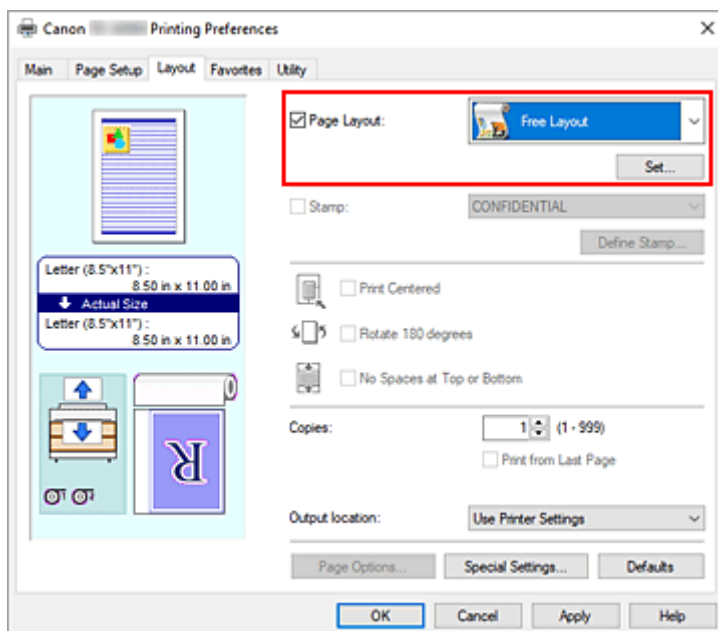 Canon Printing Preferences
Main Page Setup Layout Favorites Utility
Page Layout: Free Layout
Set...
Stamp: CONFIDENTIAL
Define Stamp...
Letter (8.5"x11") :
8.50 in x 11.00 in
Actual Size
Letter (8.5"x11") :
8.50 in x 11.00 in
Print Centered
Rotate 180 degrees
No Spaces at Top or Bottom
Copies: 1 (1 - 999)
Print from Last Page
R
Output location: Use Printer Settings
Page Options... Special Settings... Defaults
OK Cancel Apply Help